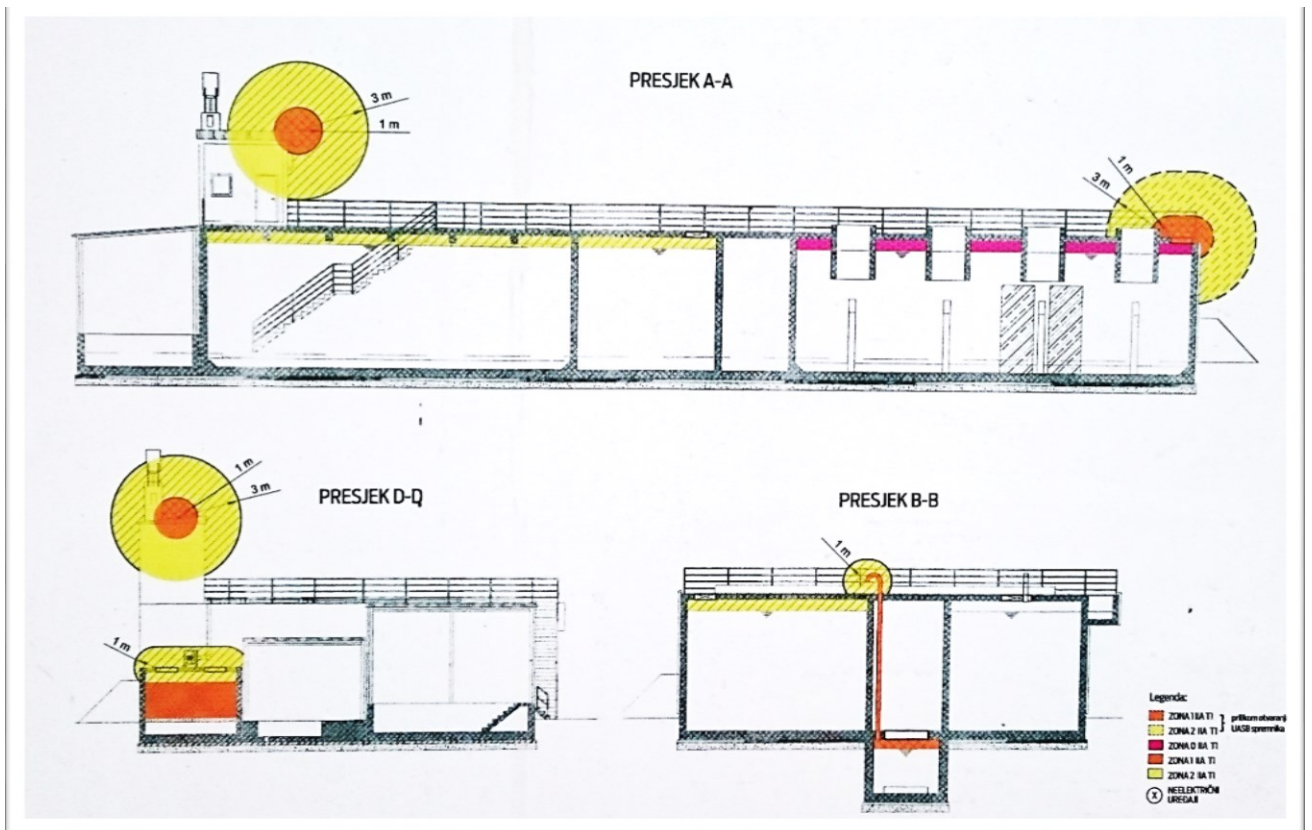 PRESJEK A-A
3 m
1 m
1 m
3 m
1 m
3 m
PRESJEK D-D
PRESJEK B-B
1 m
1 m
Legenda:
ZONA 1 IIA T1
ZONA 2 IIA T1
prilikom otvaranja
UASB spremnika
ZONA 0 IIA T1
ZONA 1 IIA T1
ZONA 2 IIA T1
X NEELEKTRIČNI
UREĐAJI